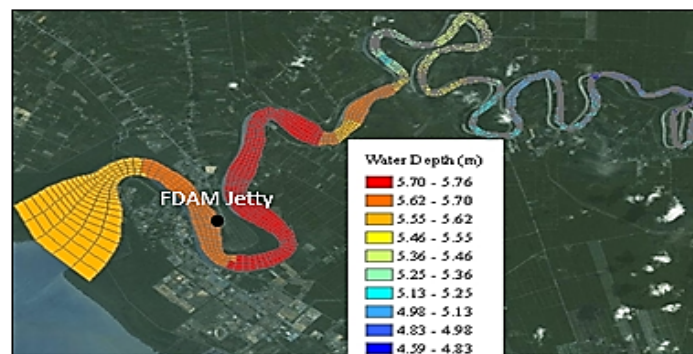 FDAM Jetty
Water Depth (m)
5.70 - 5.76
5.62 - 5.70
5.55 - 5.62
5.46 - 5.55
5.36 - 5.46
5.25 - 5.36
5.13 - 5.25
4.98 - 5.13
4.83 - 4.98
4.59 - 4.83